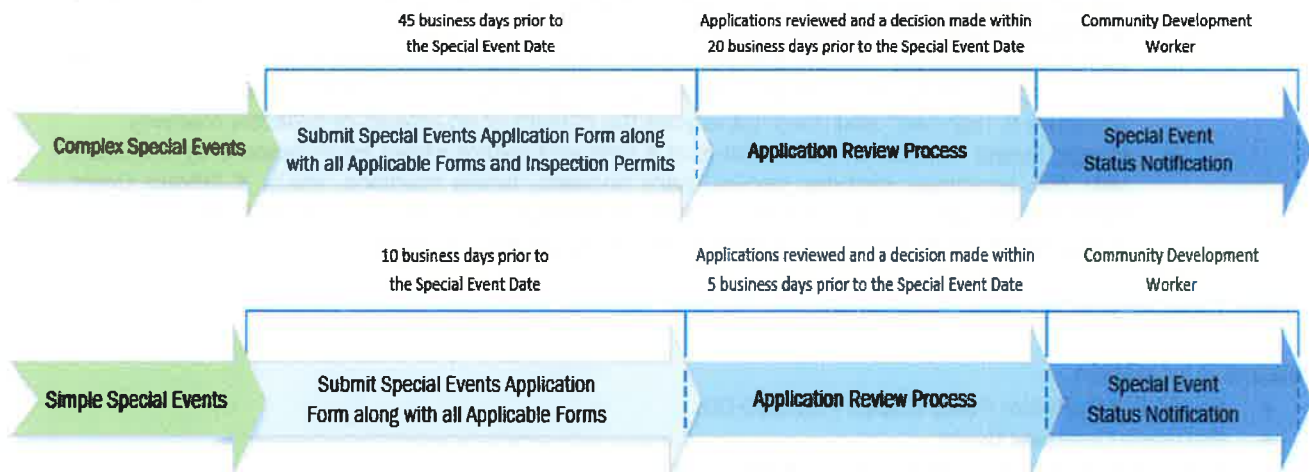 45 business days prior to
the Special Event Date
Applications reviewed and a decision made within
20 business days prior to the Special Event Date
Community Development
Worker
Complex Special Events
Submit Special Events Application Form along
with all Applicable Forms and Inspection Permits
Application Review Process
Special Event
Status Notification
10 business days prior to
the Special Event Date
Applications reviewed and a decision made within
5 business days prior to the Special Event Date
Community Development
Worker
Simple Special Events
Submit Special Events Application
Form along with all Applicable Forms
Application Review Process
Special Event
Status Notification